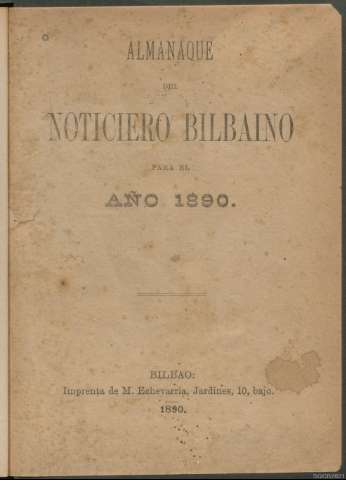 ALMANAQUE
DEL
NOTICIERO BILBAINO
PARA EL
AÑO 1890.
BILBAO:
Imprenta de M. Echevarria, Jardines, 10, bajo.
1890.